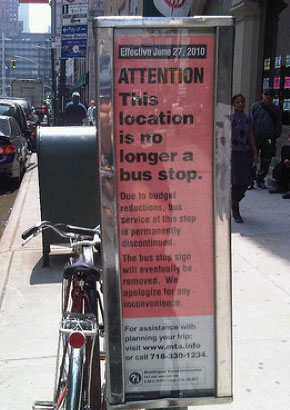 Effective June 27, 2010
ATTENTION
This
location
is no
longer a
bus stop.
Due to budget
reductions, bus
service at this stop
is permanently
discontinued.
The bus stop sign
will eventually be
removed. We
apologize for any
inconvenience.
For assistance with
planning your trip:
visit www.mta.info
or call 718-330-1234.